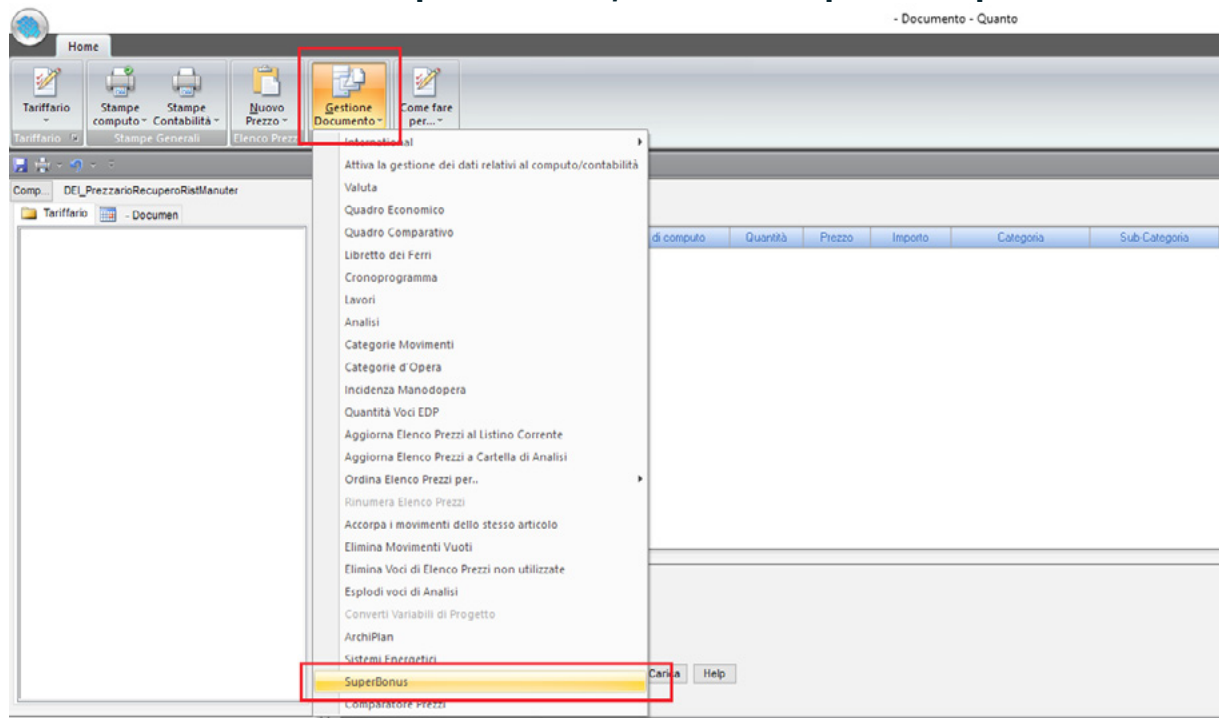 - Documento - Quanto
Home
Tariffario
Stampe computo
Stampe Contabilità
Nuovo Prezzo
Gestione Documento
Come fare per...
Tariffario
Stampe Generali
Elenco Prezz
Comp...
DEI_PrezzarioRecuperoRistManuter
Tariffario
- Documen
International
Attiva la gestione dei dati relativi al computo/contabilità
Valuta
Quadro Economico
Quadro Comparativo
di computo
Quantità
Prezzo
Importo
Categoria
Sub-Categoria
Libretto dei Ferri
Cronoprogramma
Lavori
Analisi
Categorie Movimenti
Categorie d'Opera
Incidenza Manodopera
Quantità Voci EDP
Aggiorna Elenco Prezzi al Listino Corrente
Aggiorna Elenco Prezzi a Cartella di Analisi
Ordina Elenco Prezzi per..
Rinumera Elenco Prezzi
Accorpa i movimenti dello stesso articolo
Elimina Movimenti Vuoti
Elimina Voci di Elenco Prezzi non utilizzate
Esplodi voci di Analisi
Converti Variabili di Progetto
ArchiPlan
Sistemi Energetici
SuperBonus
Carica
Help
Comparatore Prezzi